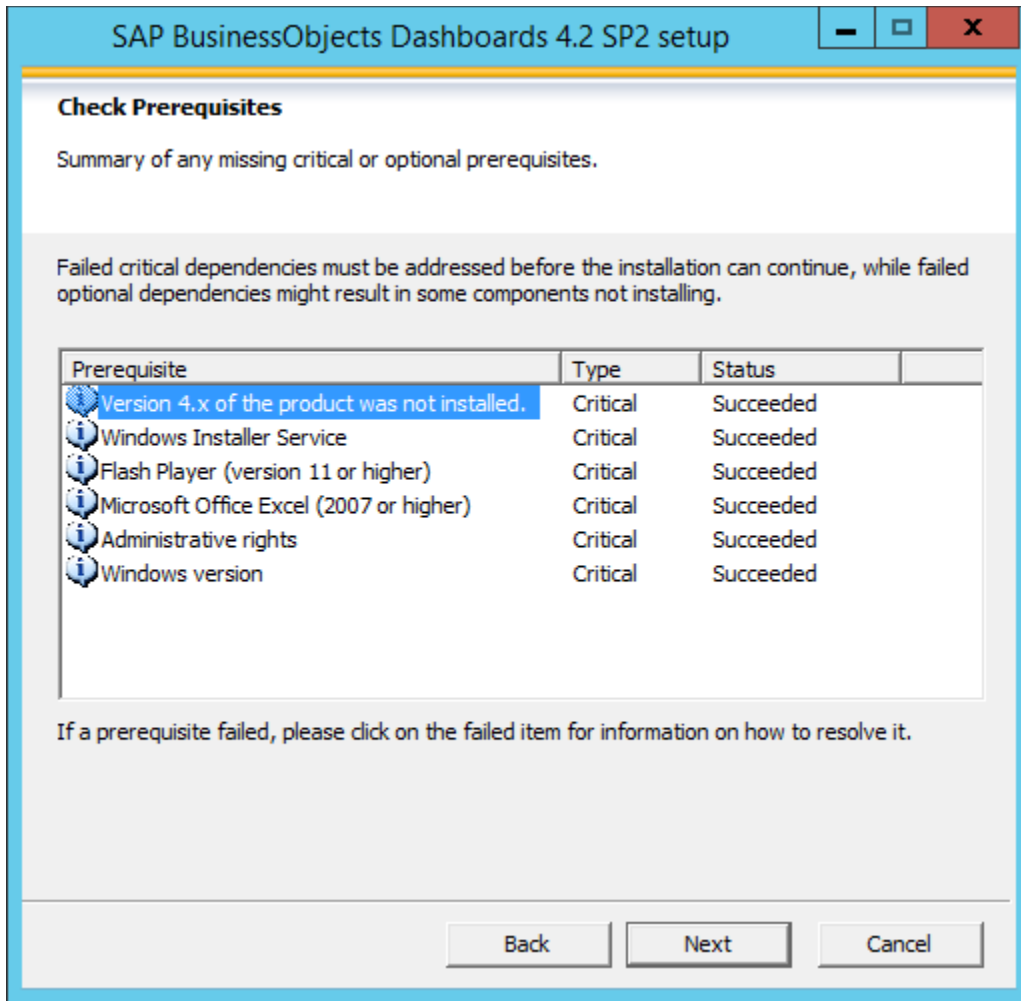 SAP BusinessObjects Dashboards 4.2 SP2 setup
Check Prerequisites
Summary of any missing critical or optional prerequisites.
Failed critical dependencies must be addressed before the installation can continue, while failed
optional dependencies might result in some components not installing.
Prerequisite Type Status
Version 4.x of the product was not installed. Critical Succeeded
Windows Installer Service Critical Succeeded
Flash Player (version 11 or higher) Critical Succeeded
Microsoft Office Excel (2007 or higher) Critical Succeeded
Administrative rights Critical Succeeded
Windows version Critical Succeeded
If a prerequisite failed, please click on the failed item for information on how to resolve it.
Back Next Cancel